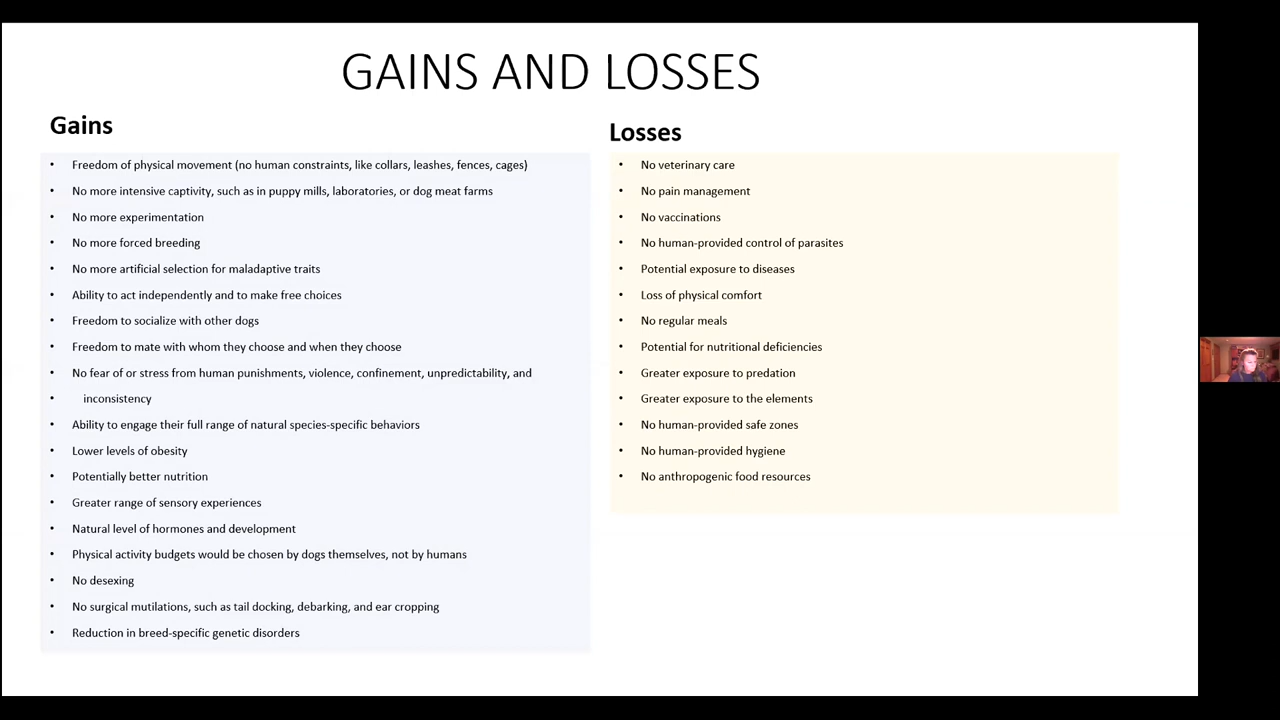 GAINS AND LOSSES
Gains
• Freedom of physical movement (no human constraints, like collars, leashes, fences, cages)
• No more intensive captivity, such as in puppy mills, laboratories, or dog meat farms
• No more experimentation
• No more forced breeding
• No more artificial selection for maladaptive traits
• Ability to act independently and to make free choices
• Freedom to socialize with other dogs
• Freedom to mate with whom they choose and when they choose
• No fear of or stress from human punishments, violence, confinement, unpredictability, and
• inconsistency
• Ability to engage their full range of natural species-specific behaviors
• Lower levels of obesity
• Potentially better nutrition
• Greater range of sensory experiences
• Natural level of hormones and development
• Physical activity budgets would be chosen by dogs themselves, not by humans
• No desexing
• No surgical mutilations, such as tail docking, debarking, and ear cropping
• Reduction in breed-specific genetic disorders
Losses
• No veterinary care
• No pain management
• No vaccinations
• No human-provided control of parasites
• Potential exposure to diseases
• Loss of physical comfort
• No regular meals
• Potential for nutritional deficiencies
• Greater exposure to predation
• Greater exposure to the elements
• No human-provided safe zones
• No human-provided hygiene
• No anthropogenic food resources